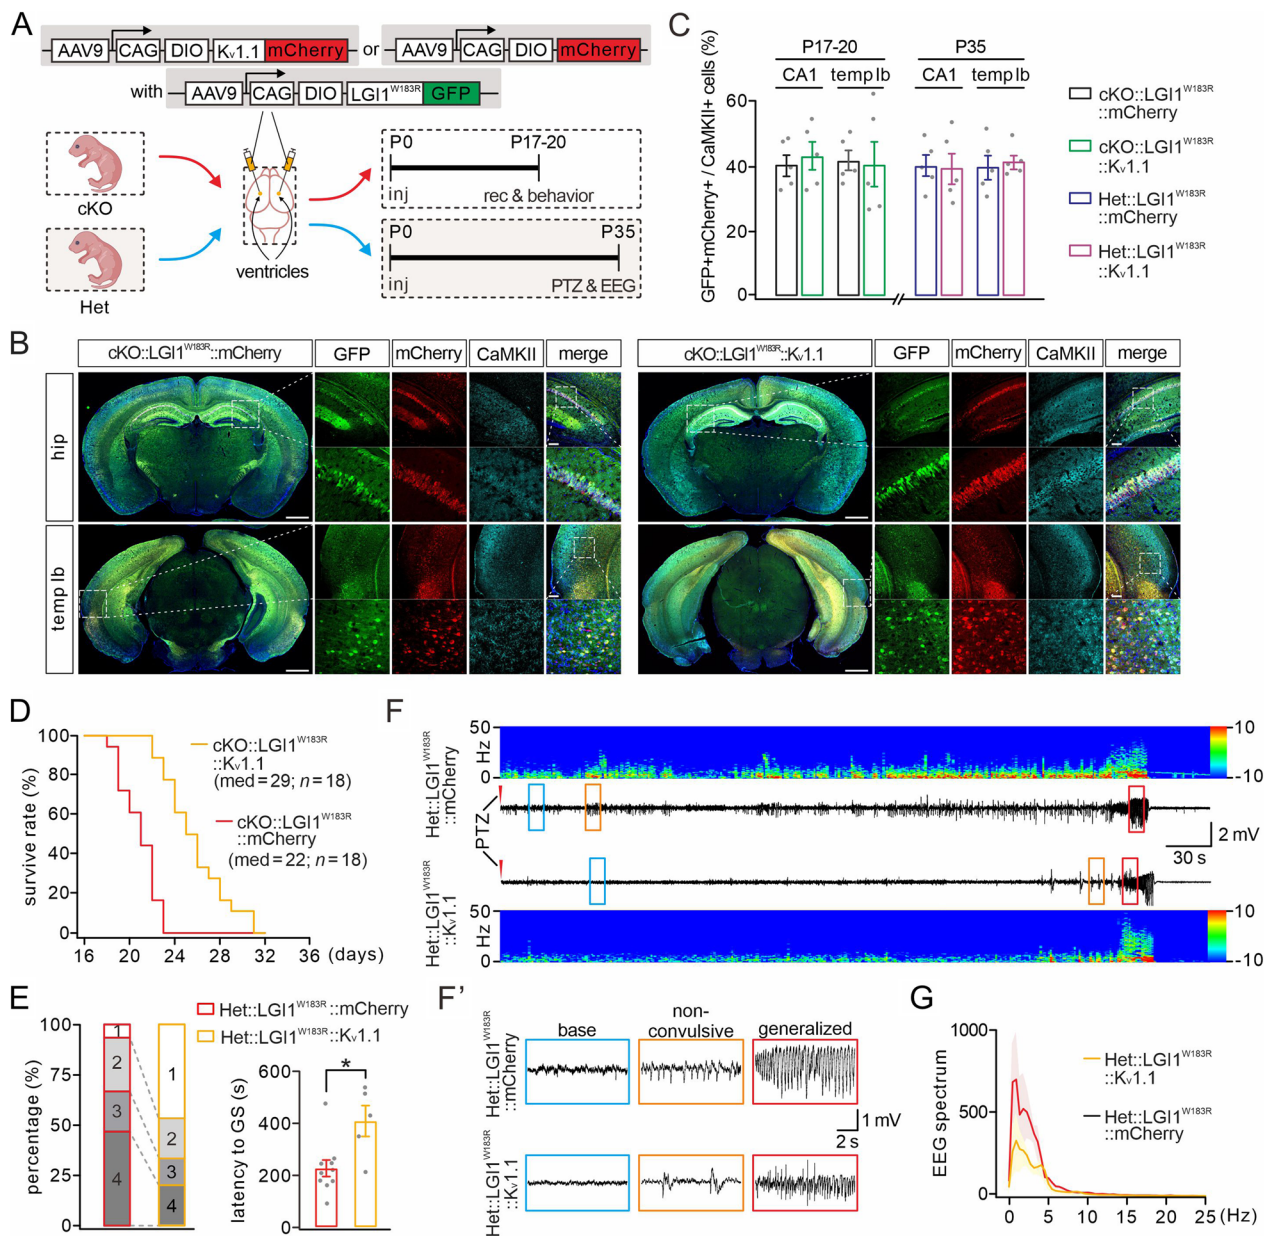 A
AAV9 CAG DIO Kv1.1 mCherry or AAV9 CAG DIO mCherry
with AAV9 CAG DIO LGI1W183R GFP
cKO
Het
ventricles
P0 P17-20
inj rec & behavior
P0 P35
inj PTZ & EEG
C
GFP+mCherry+ / CaMKII+ cells (%)
P17-20 P35
CA1 temp lb CA1 temp lb
60
40
20
0
cKO::LGI1W183R
::mCherry
cKO::LGI1W183R
::Kv1.1
Het::LGI1W183R
::mCherry
Het::LGI1W183R
::Kv1.1
B
cKO::LGI1W183R::mCherry GFP mCherry CaMKII merge cKO::LGI1W183R::Kv1.1 GFP mCherry CaMKII merge
hip
temp lb
D
survive rate (%)
100
80
60
40
20
0
16 20 24 28 32 36 (days)
cKO::LGI1W183R
::Kv1.1
(med=29; n=18)
cKO::LGI1W183R
::mCherry
(med=22; n=18)
F
Het::LGI1W183R
::mCherry
50
Hz
0
10
-10
PTZ
2 mV
30 s
Het::LGI1W183R
::Kv1.1
50
Hz
0
10
-10
E
Het::LGI1W183R::mCherry
Het::LGI1W183R::Kv1.1
percentage (%)
100
75
50
25
0
1
2
3
4
1
2
3
4
latency to GS (s)
600
400
200
0
*
F’
base non-
convulsive generalized
Het::LGI1W183R
::mCherry
1 mV
2 s
Het::LGI1W183R
::Kv1.1
G
EEG spectrum
1000
500
0
0 5 10 15 20 25 (Hz)
Het::LGI1W183R
::Kv1.1
Het::LGI1W183R
::mCherry